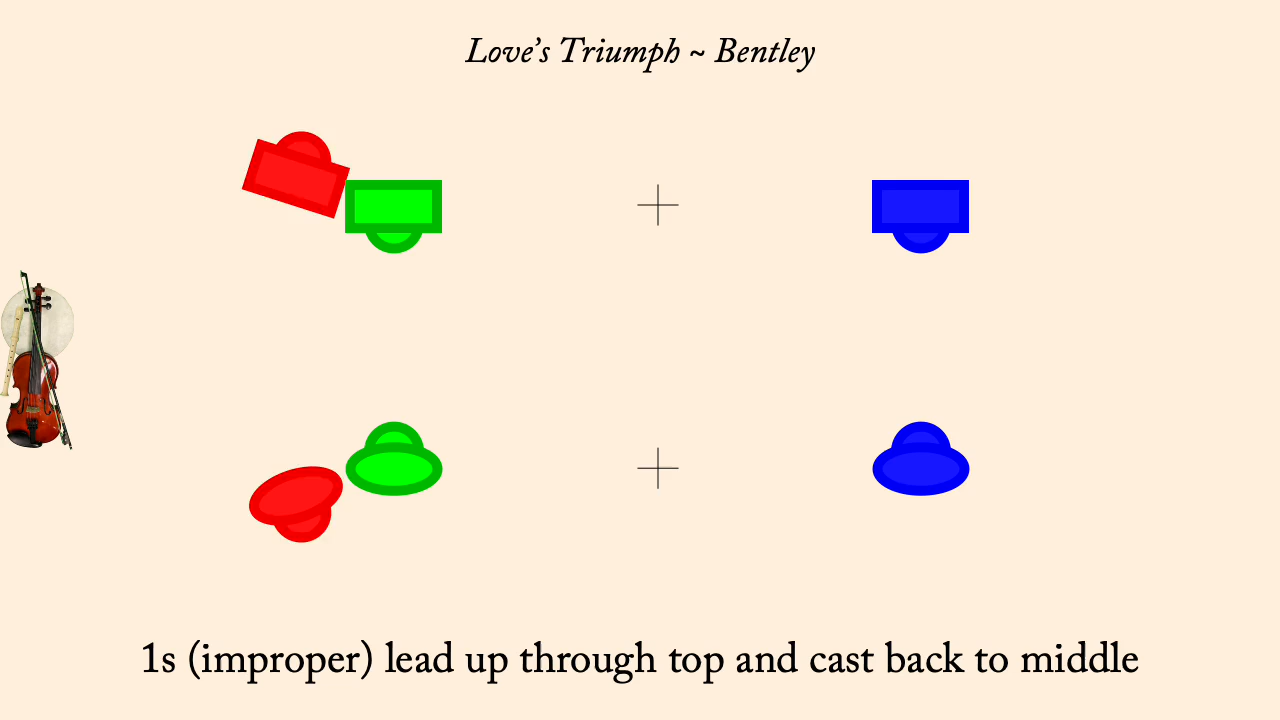 Love’s Triumph ~ Bentley
1s (improper) lead up through top and cast back to middle